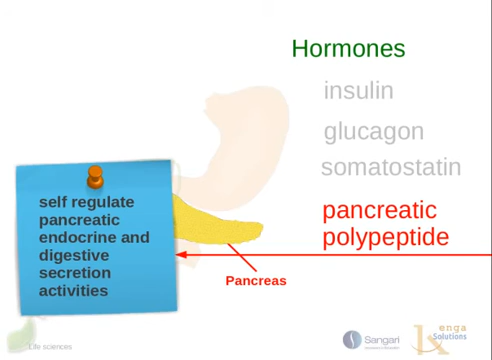 Hormones
insulin
glucagon
somatostatin
pancreatic
polypeptide
self regulate
pancreatic
endocrine and
digestive
secretion
activities
Pancreas
Life sciences
Sangari
enga
Solutions